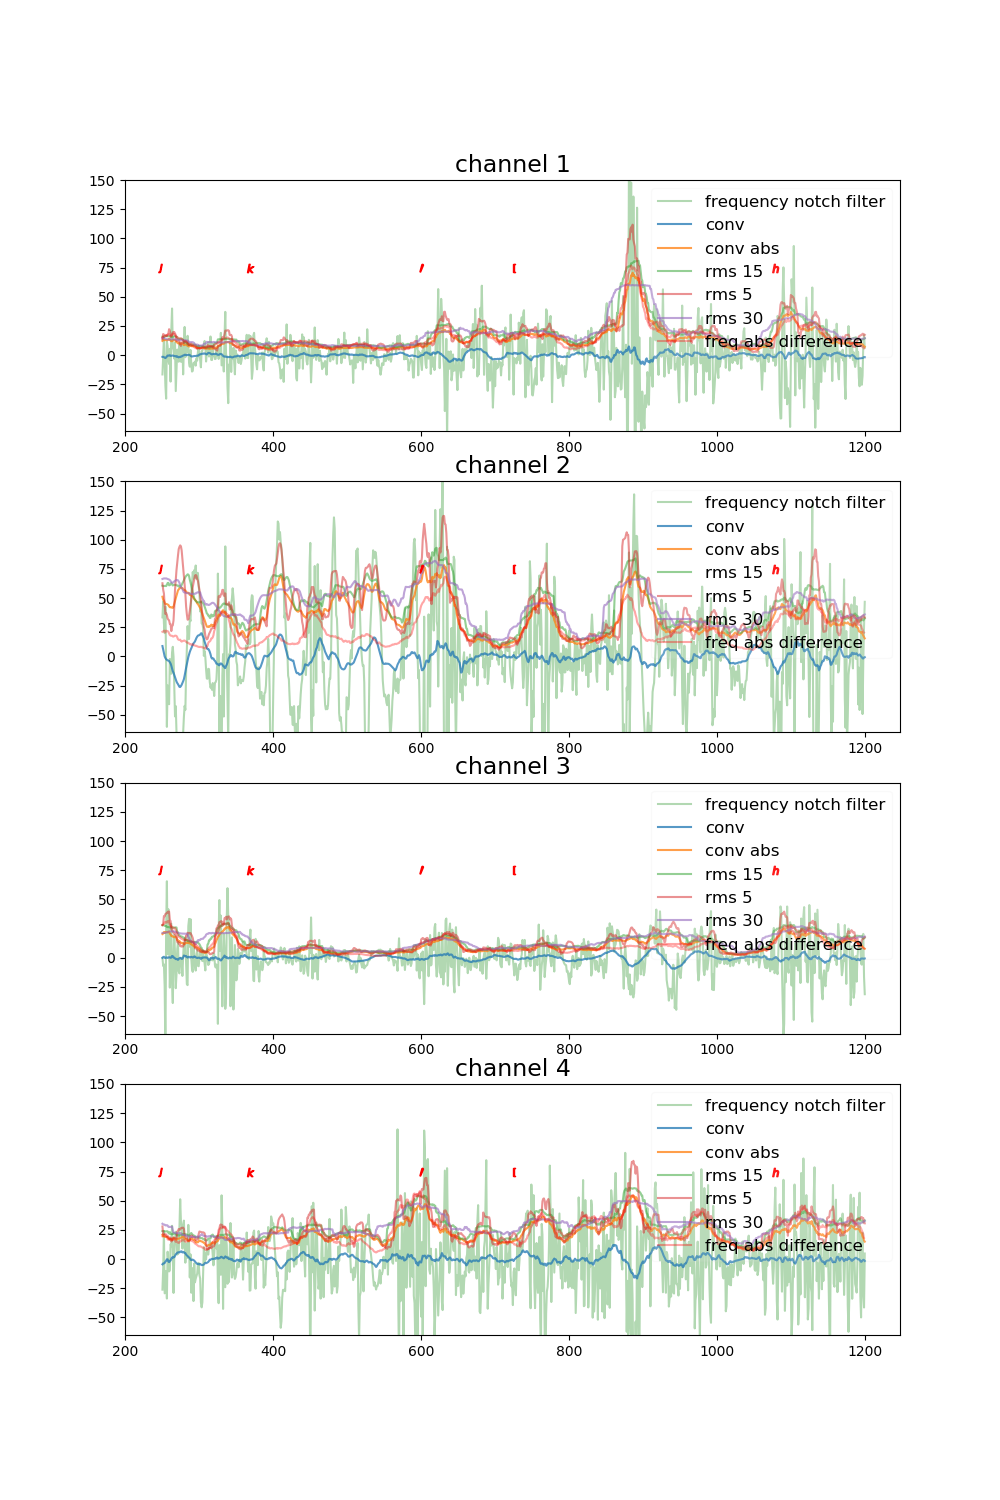 channel 1
150
125
100
75
50
25
0
−25
−50
k
h
frequency notch filter
conv
conv abs
rms 15
rms 5
rms 30
freq abs difference
200 400 600 800 1000 1200
channel 2
150
125
100
75
50
25
0
−25
−50
k
h
frequency notch filter
conv
conv abs
rms 15
rms 5
rms 30
freq abs difference
200 400 600 800 1000 1200
channel 3
150
125
100
75
50
25
0
−25
−50
k
h
frequency notch filter
conv
conv abs
rms 15
rms 5
rms 30
freq abs difference
200 400 600 800 1000 1200
channel 4
150
125
100
75
50
25
0
−25
−50
k
h
frequency notch filter
conv
conv abs
rms 15
rms 5
rms 30
freq abs difference
200 400 600 800 1000 1200